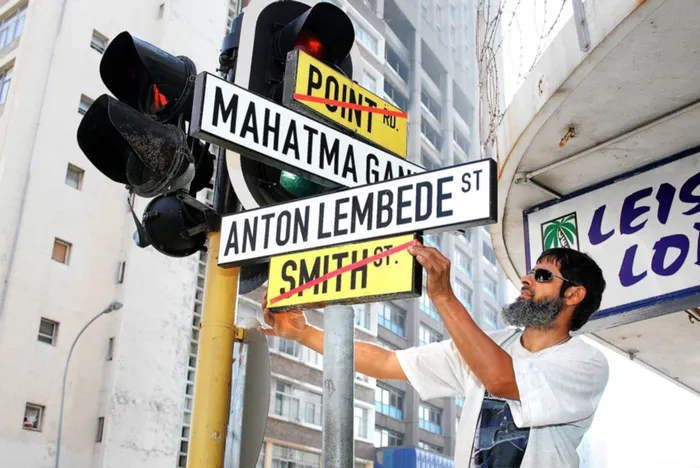 POINT RD.
MAHATMA GAN
ANTON LEMBEDE ST
SMITH ST.
LEIS
LO